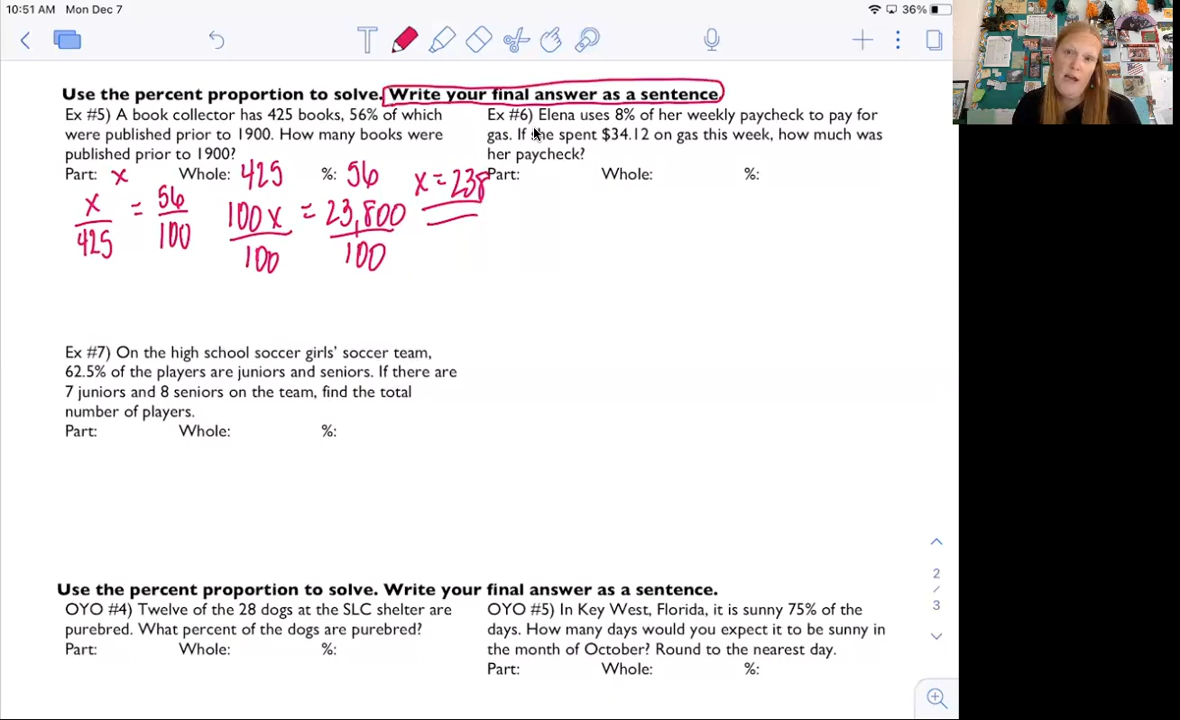 10:51 AM Mon Dec 7
36%
Use the percent proportion to solve. Write your final answer as a sentence.
Ex #5) A book collector has 425 books, 56% of which
were published prior to 1900. How many books were
published prior to 1900?
Part: x Whole: 425 %: 56
x/425 = 56/100
100x/100 = 23,800/100
x = 238
Ex #6) Elena uses 8% of her weekly paycheck to pay for
gas. If she spent $34.12 on gas this week, how much was
her paycheck?
Part: Whole: %:
Ex #7) On the high school soccer girls' soccer team,
62.5% of the players are juniors and seniors. If there are
7 juniors and 8 seniors on the team, find the total
number of players.
Part: Whole: %:
2
/
3
Use the percent proportion to solve. Write your final answer as a sentence.
OYO #4) Twelve of the 28 dogs at the SLC shelter are
purebred. What percent of the dogs are purebred?
Part: Whole: %:
OYO #5) In Key West, Florida, it is sunny 75% of the
days. How many days would you expect it to be sunny in
the month of October? Round to the nearest day.
Part: Whole: %: